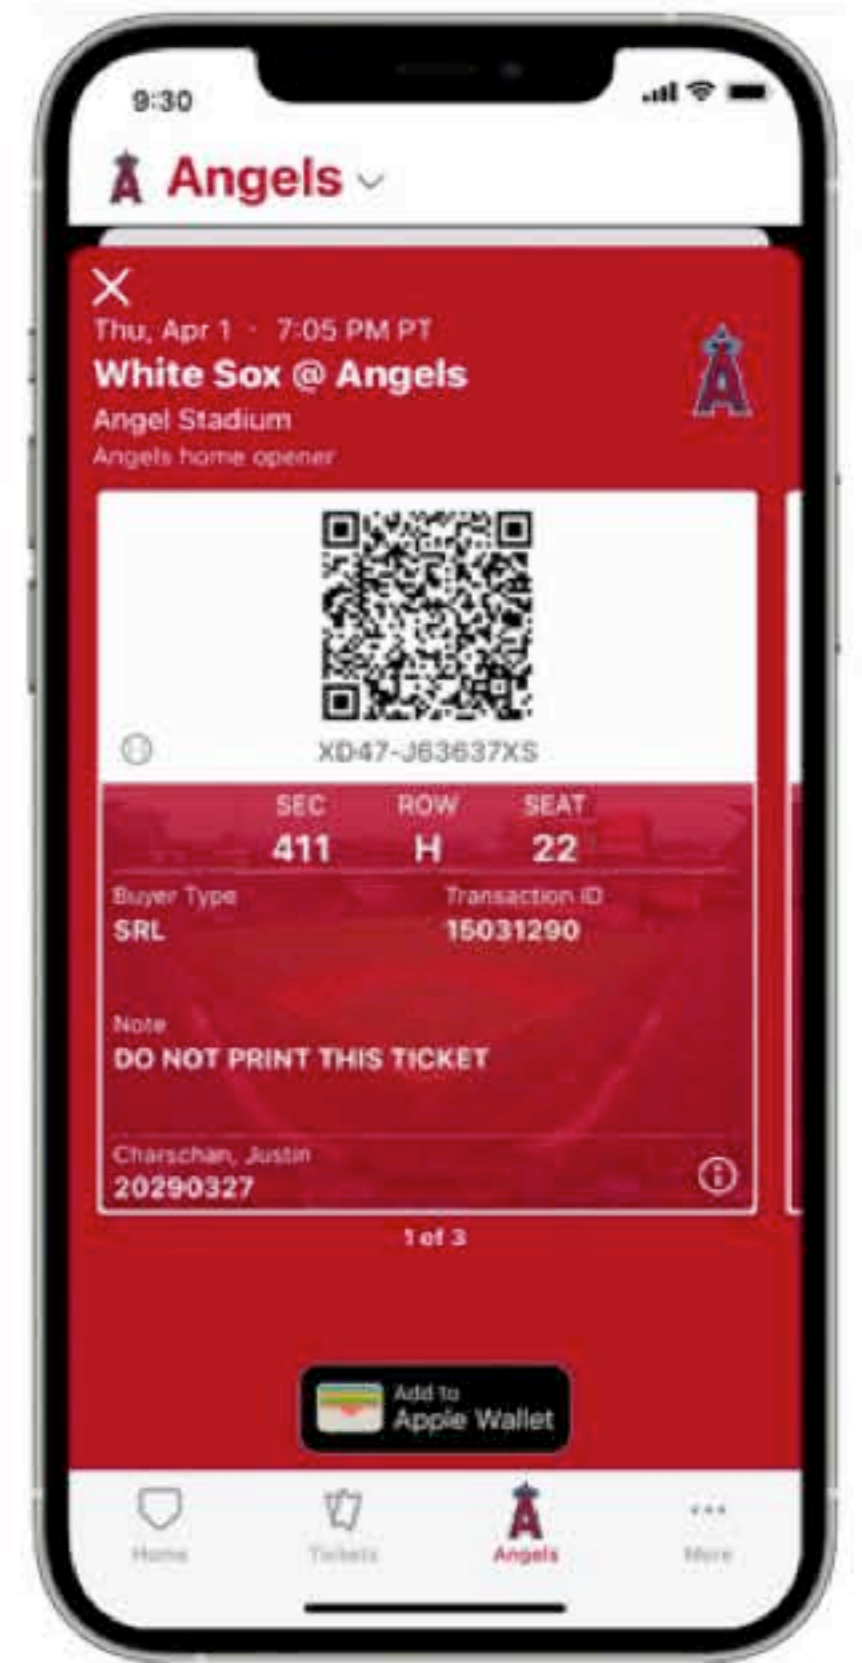 9:30
Angels
Thu, Apr 1 · 7:05 PM PT
White Sox @ Angels
Angel Stadium
Angels home opener
XD47-J63637XS
SEC ROW SEAT
411 H 22
Buyer Type Transaction ID
SRL 15031290
Note
DO NOT PRINT THIS TICKET
Charschan, Justin
20290327
1 of 3
Add to
Apple Wallet
Home Tickets Angels More